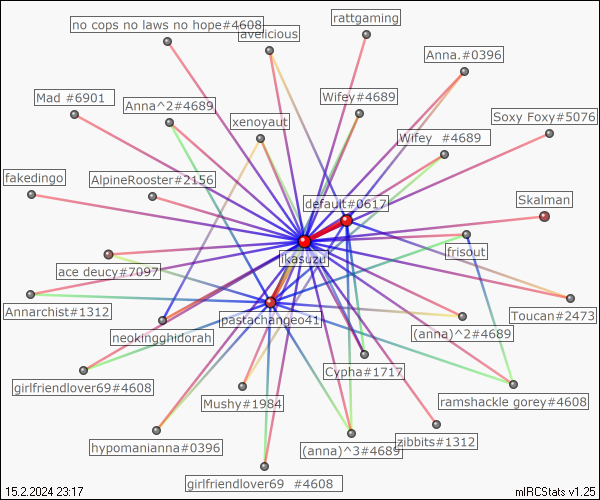 rattgaming
no cops no laws no hope#4608
avelicious
Anna.#0396
Wifey#4689
Mad #6901
Anna^2#4689
Soxy Foxy#5076
xenoyaut
Wifey #4689
fakedingo
AlpineRooster#2156
Skalman
default#0617
frisout
ikasuzu
ace deucy#7097
Annarchist#1312
Toucan#2473
pastachangeo41
neokingghidorah
(anna)^2#4689
Cypha#1717
girlfriendlover69#4608
Mushy#1984
ramshackle gorey#4608
hypomanianna#0396
(anna)^3#4689
zibbits#1312
girlfriendlover69 #4608
15.2.2024 23:17
mIRCStats v1.25